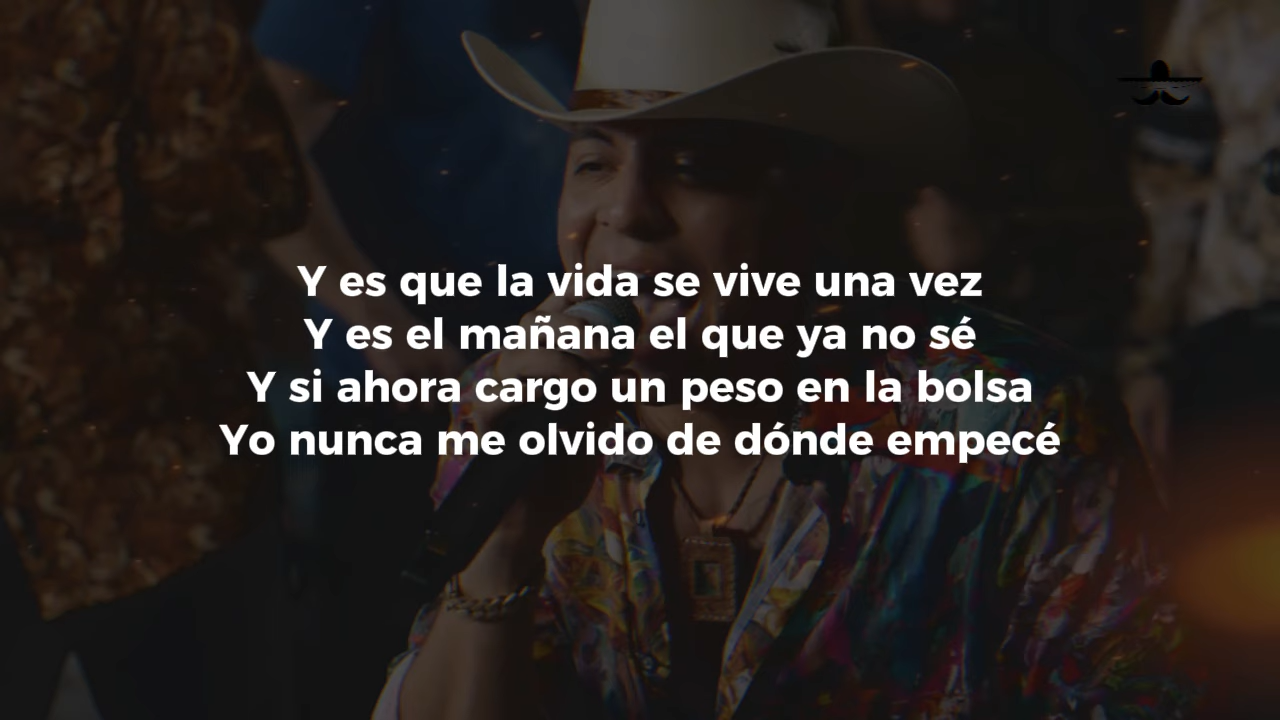 Y es que la vida se vive una vez
Y es el mañana el que ya no sé
Y si ahora cargo un peso en la bolsa
Yo nunca me olvido de dónde empecé